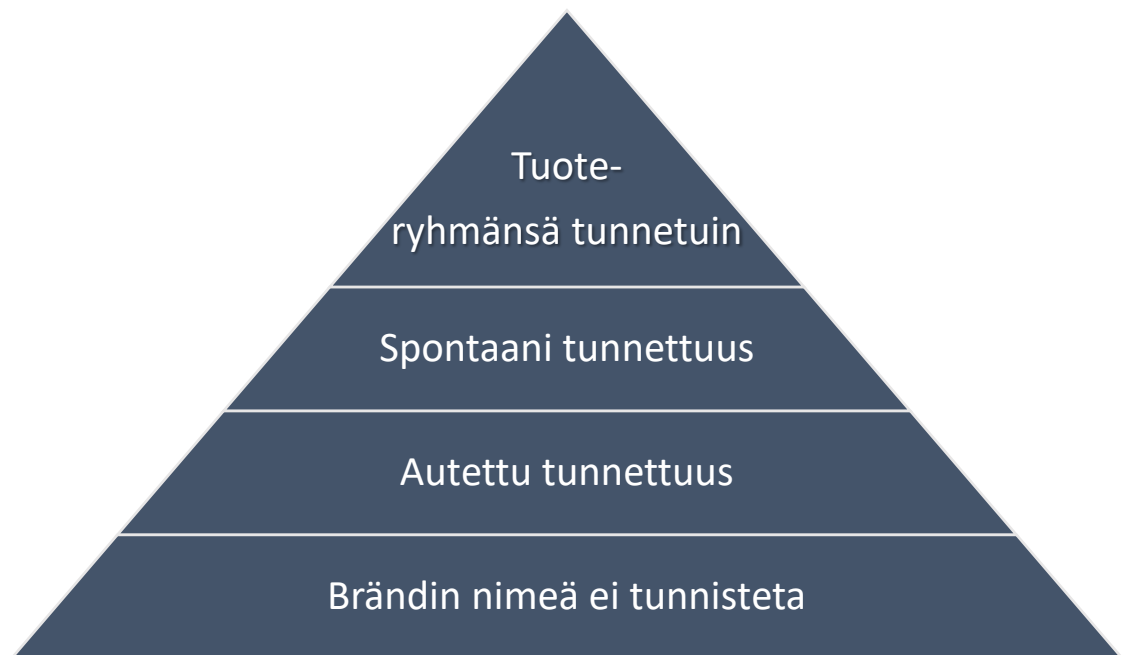 Tuote-
ryhmänsä tunnetuin
Spontaani tunnettuus
Autettu tunnettuus
Brändin nimeä ei tunnisteta